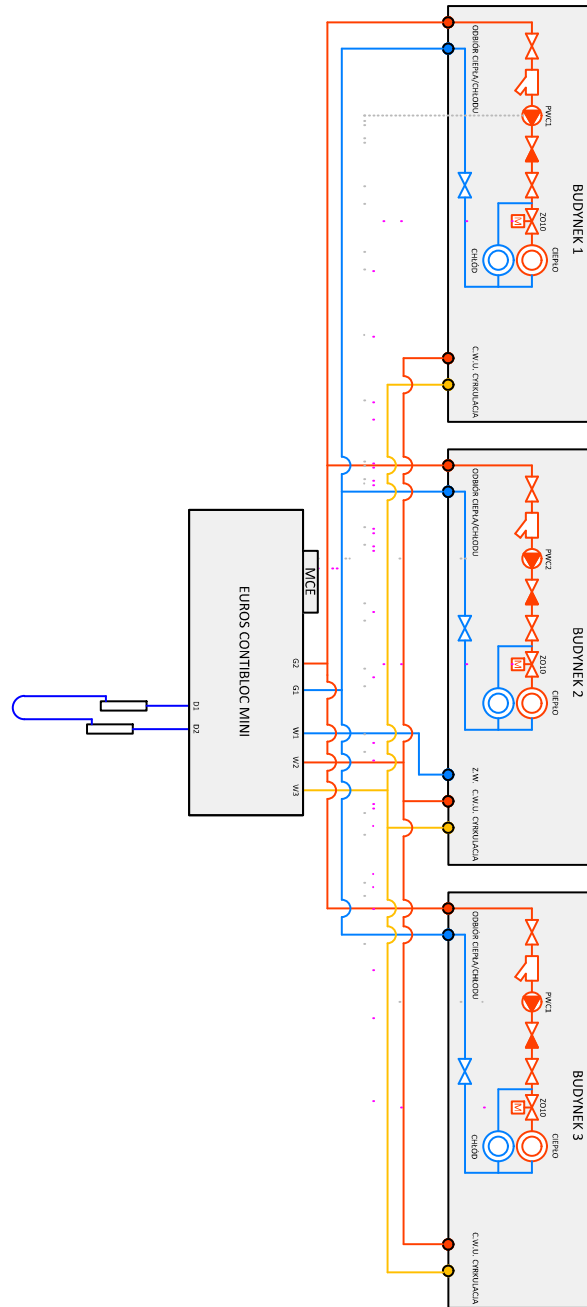 BUDYNEK 1
ODBIÓR CIEPŁA/CHŁODU
PWC1
ZO10
M
CIEPŁO
CHŁÓD
C.W.U.
CYRKULACJA
BUDYNEK 2
ODBIÓR CIEPŁA/CHŁODU
PWC2
ZO10
M
CIEPŁO
Z.W.
C.W.U.
CYRKULACJA
BUDYNEK 3
ODBIÓR CIEPŁA/CHŁODU
PWC1
ZO10
M
CIEPŁO
CHŁÓD
C.W.U.
CYRKULACJA
MCE
EUROS CONTIBLOC MINI
G2
G1
W1
W2
W3
D1
D2